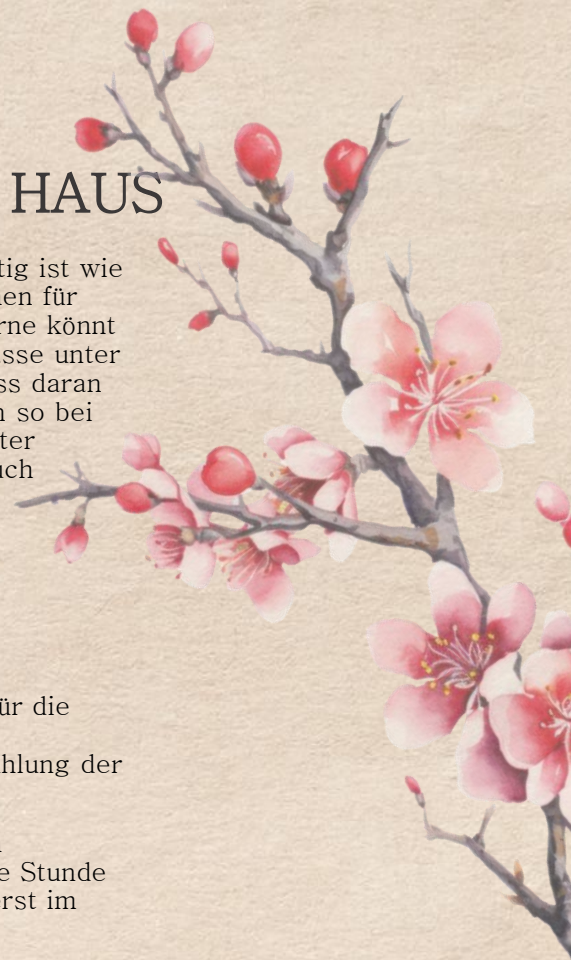 HAUS
tig ist wie
en für
rne könnt
sse unter
ss daran
so bei
ter
uch
ür die
hlung der
e Stunde
rst im